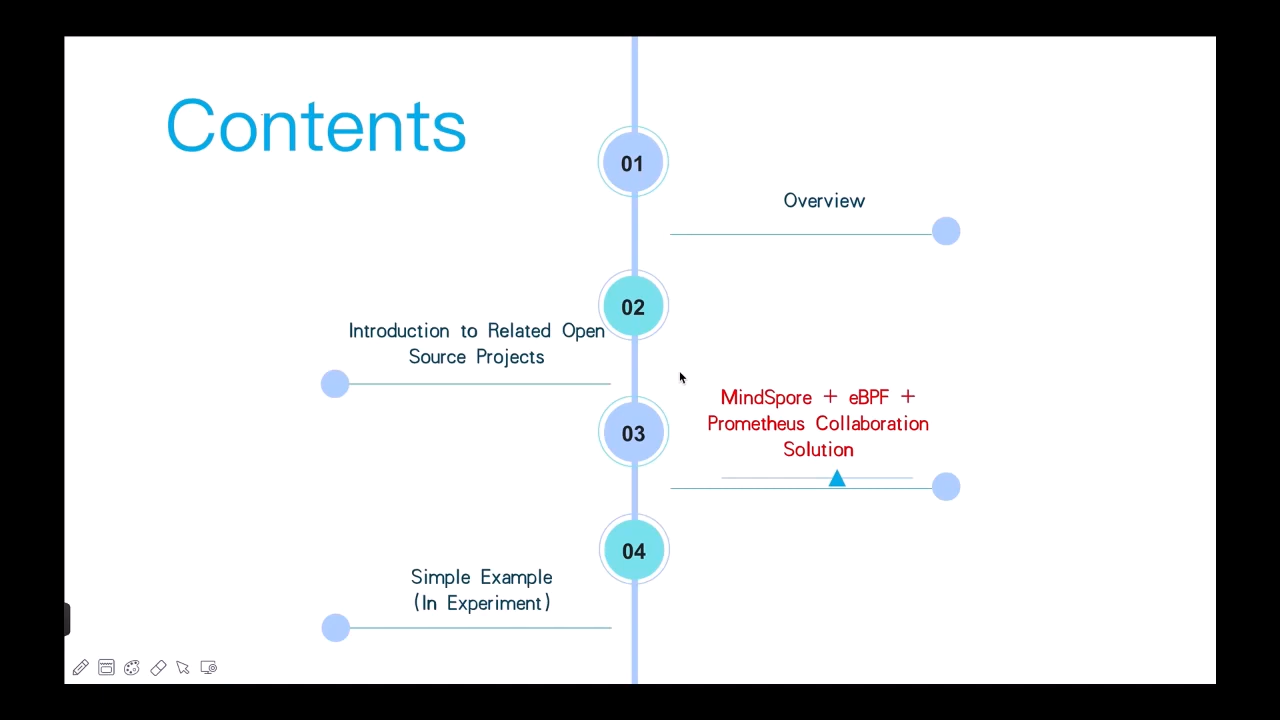 Contents
01
Overview
02
Introduction to Related Open
Source Projects
03
MindSpore + eBPF +
Prometheus Collaboration
Solution
04
Simple Example
(In Experiment)